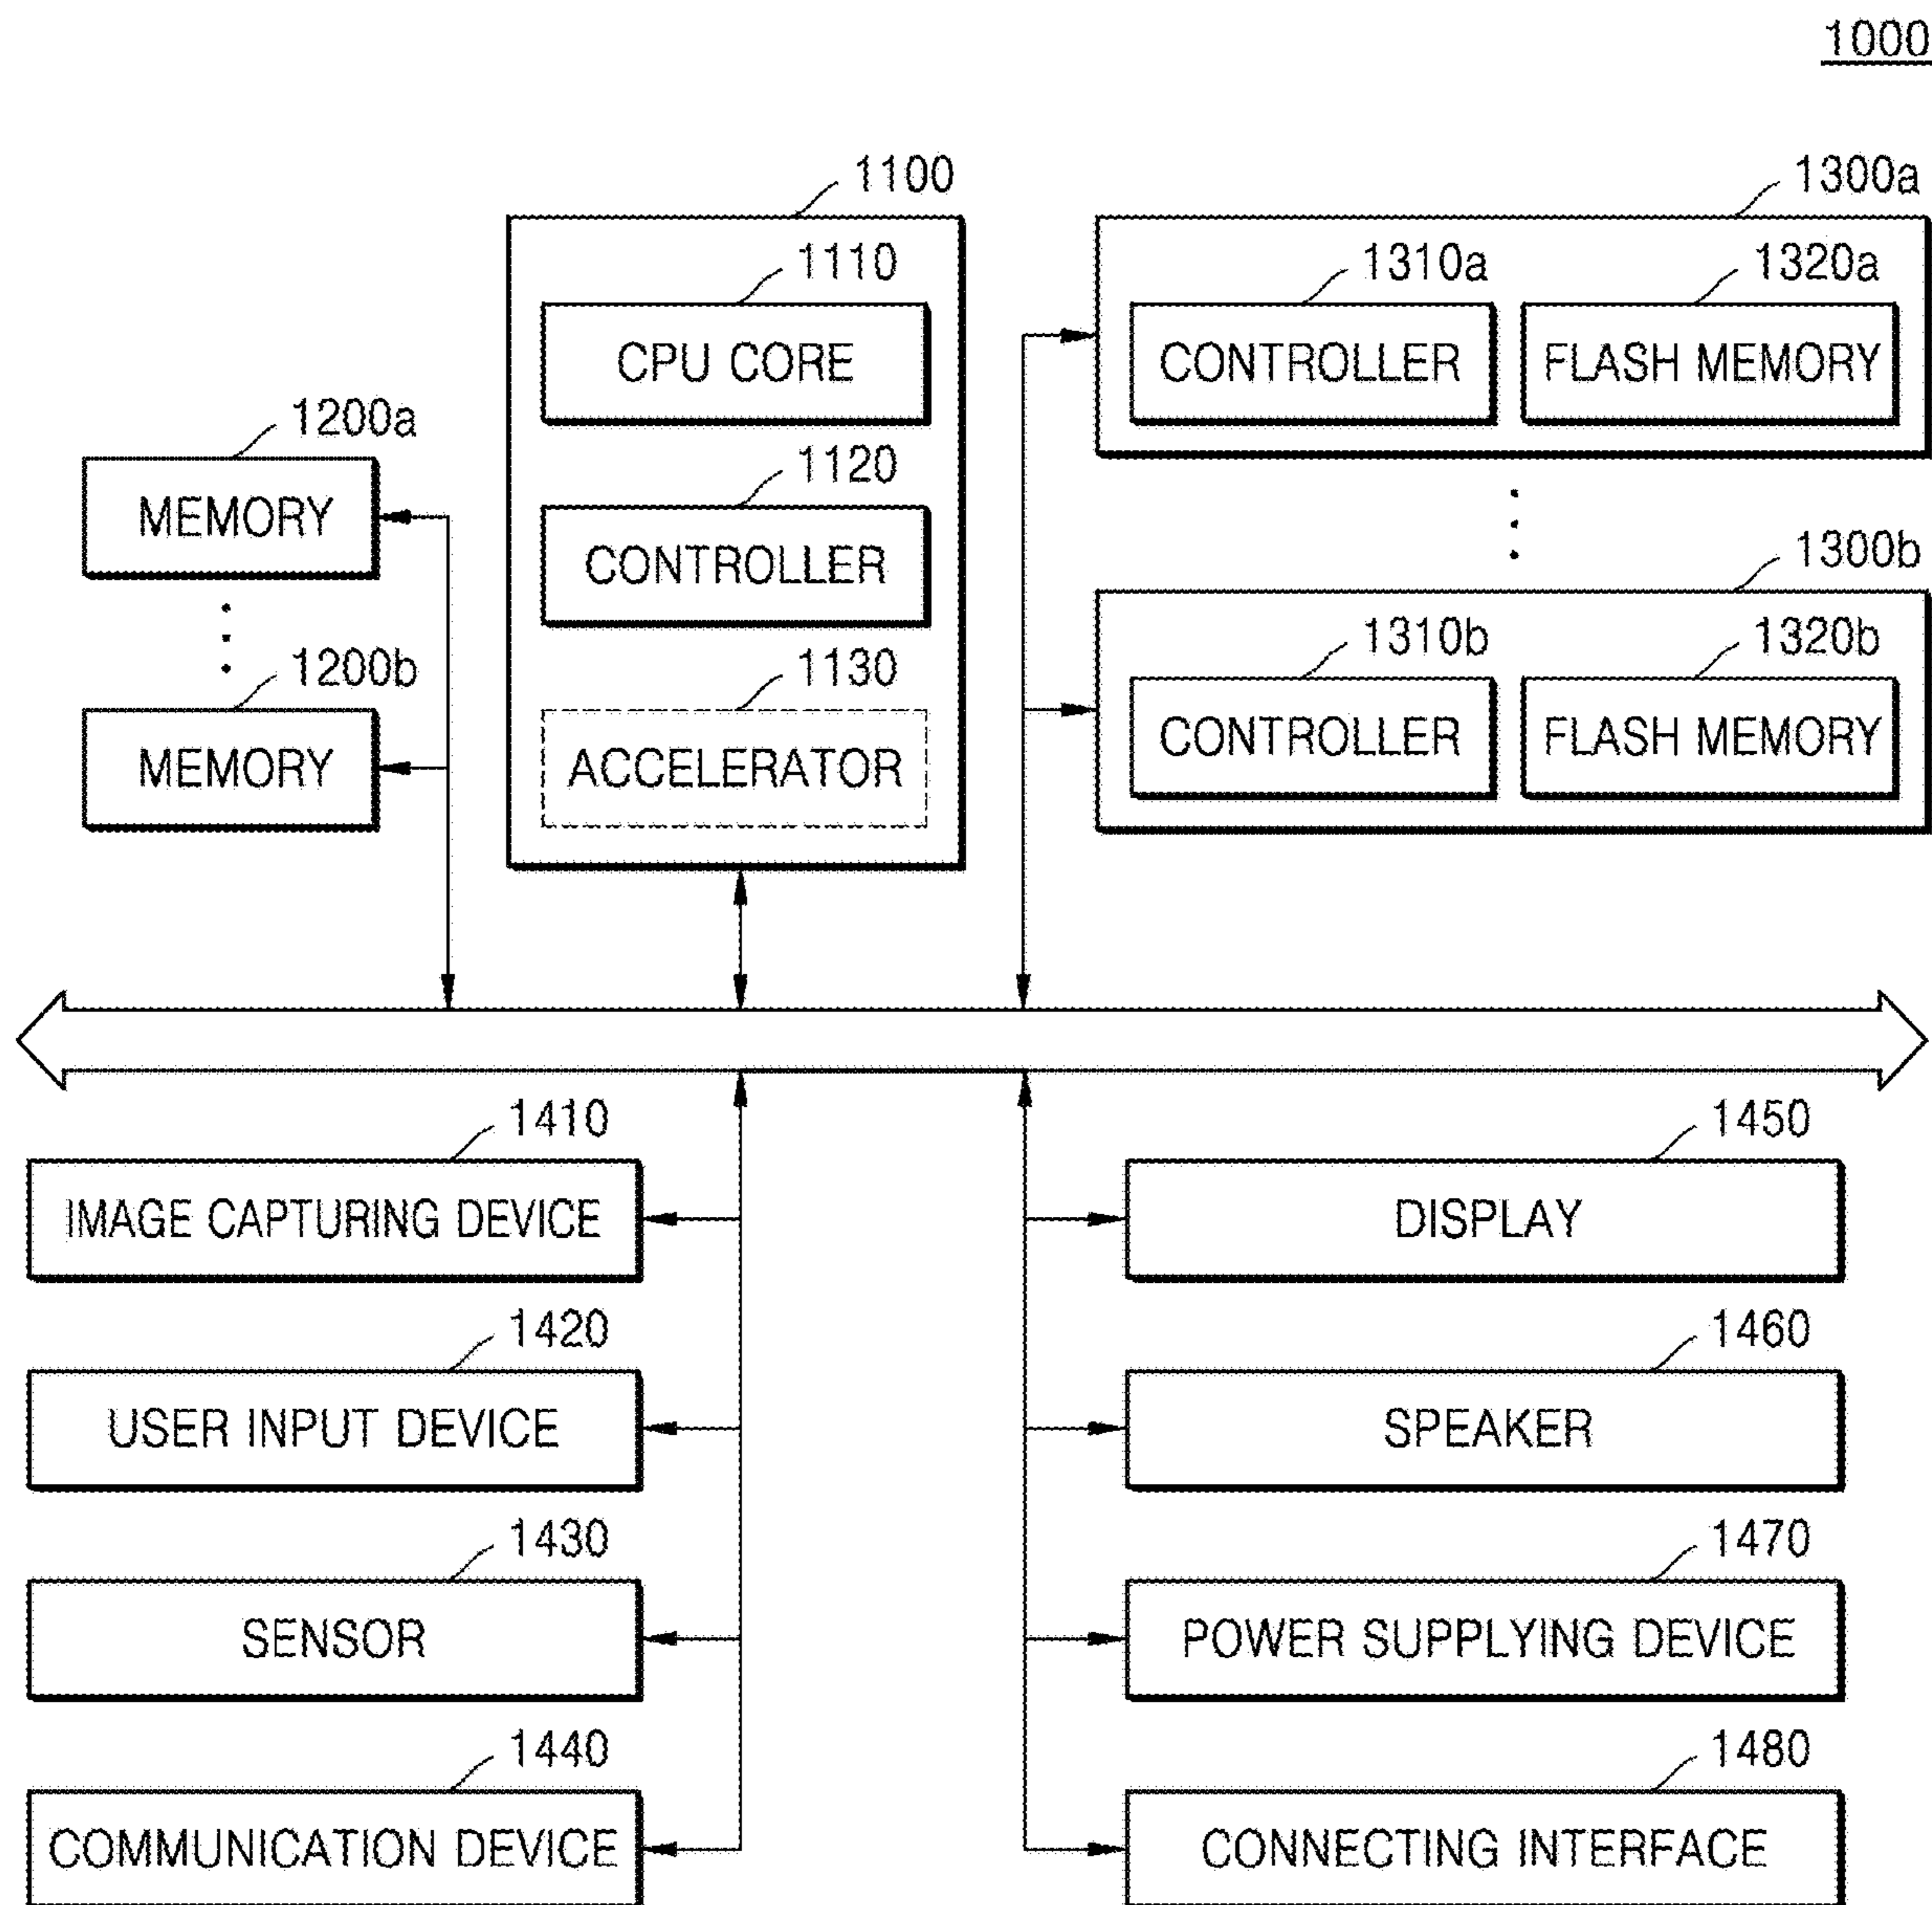 1000
1100
1300a
1110
1310a
1320a
CPU CORE
CONTROLLER
FLASH MEMORY
1200a
1120
MEMORY
CONTROLLER
1300b
1200b
1130
1310b
1320b
MEMORY
ACCELERATOR
CONTROLLER
FLASH MEMORY
1410
1450
IMAGE CAPTURING DEVICE
DISPLAY
1420
1460
USER INPUT DEVICE
SPEAKER
1430
1470
SENSOR
POWER SUPPLYING DEVICE
1440
1480
COMMUNICATION DEVICE
CONNECTING INTERFACE